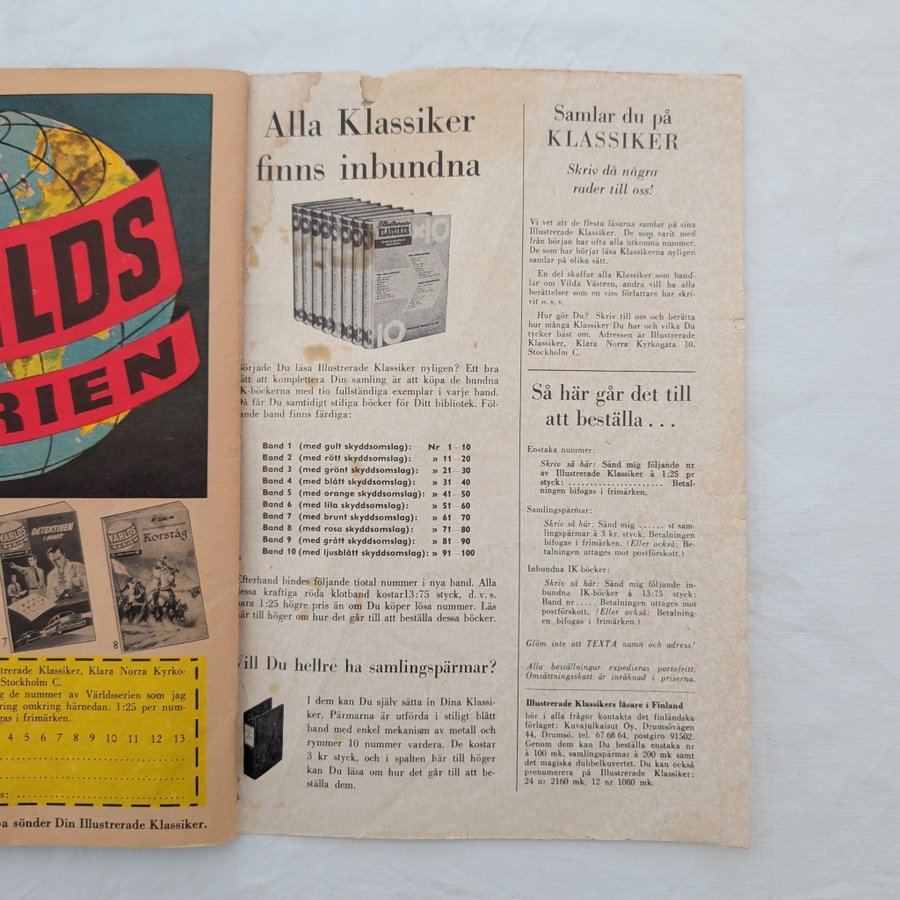 RLDS
RIEN
VÄRLDS
DETEKTIVEN
7
VÄRLDS
Korståg
8
Illustrerade Klassiker, Klara Norra Kyrko-
Stockholm C.
de nummer av Världsserien som jag
ring omkring härnedan. 1:25 per num-
gas i frimärken.
4 5 6 7 8 9 10 11 12 13
s:
sönder Din Illustrerade Klassiker.
Alla Klassiker
finns inbundna
Illustrerade
KLASSIKER
10
10
Började Du läsa Illustrerade Klassiker nyligen? Ett bra
sätt att komplettera Din samling är att köpa de bundna
IK-böckerna med tio fullständiga exemplar i varje band.
Då får Du samtidigt stiliga böcker för Ditt bibliotek. Föl-
jande band finns färdiga:
Band 1 (med gult skyddsomslag): Nr 1—10
Band 2 (med rött skyddsomslag): » 11—20
Band 3 (med grönt skyddsomslag): » 21—30
Band 4 (med blått skyddsomslag): » 31—40
Band 5 (med orange skyddsomslag): » 41—50
Band 6 (med lila skyddsomslag): » 51—60
Band 7 (med brunt skyddsomslag): » 61—70
Band 8 (med rosa skyddsomslag): » 71—80
Band 9 (med grått skyddsomslag): » 81—90
Band 10 (med ljusblått skyddsomslag): » 91—100
Efterhand bindes följande tiotal nummer i nya band. Alla
dessa kraftiga röda klotband kostar13:75 styck, d. v. s.
bara 1:25 högre pris än om Du köper lösa nummer. Läs
här till höger om hur det går till att beställa dessa böcker.
Vill Du hellre ha samlingspärmar?
I dem kan Du själv sätta in Dina Klassi-
ker. Pärmarna är utförda i stiligt blått
band med enkel mekanism av metall och
rymmer 10 nummer vardera. De kostar
3 kr styck, och i spalten här till höger
kan Du läsa om hur det går till att be-
ställa dem.
Samlar du på
KLASSIKER
Skriv då några
rader till oss!
Vi vet att de flesta läsarna samlar på sina
Illustrerade Klassiker. De som varit med
från början har ofta alla utkomna nummer.
De som har börjat läsa Klassikerna nyligen
samlar på olika sätt.
En del skaffar alla Klassiker som hand-
lar om Vilda Västern, andra vill ha alla
berättelser som en viss författare har skri-
vit o. s. v.
Hur gör Du? Skriv till oss och berätta
hur många Klassiker Du har och vilka Du
tycker bäst om. Adressen är Illustrerade
Klassiker, Klara Norra Kyrkogata 10,
Stockholm C.
Så här går det till
att beställa . . .
Enstaka nummer:
Skriv så här: Sänd mig följande nr
av Illustrerade Klassiker à 1:25 pr
styck: ...................... Betal-
ningen bifogas i frimärken.
Samlingspärmar:
Skriv så här: Sänd mig ...... st sam-
lingspärmar à 3 kr. styck. Betalningen
bifogas i frimärken. (Eller också: Be-
talningen uttages mot postförskott.)
Inbundna IK-böcker:
Skriv så här: Sänd mig följande in-
bundna IK-böcker à 13:75 styck:
Band nr..... Betalningen uttages mot
postförskott. (Eller också: Betalning-
en bifogas i frimärken.)
Glöm inte att TEXTA namn och adress!
Alla beställningar expedieras portofritt.
Omsättningsskatt är inräknad i priserna.
Illustrerade Klassikers läsare i Finland
bör i alla frågor kontakta det finländska
förlaget: Kuvajulkaisut Oy, Drumsövägen
44, Drumsö, tel. 67 68 64, postgiro 91502.
Genom dem kan Du beställa enstaka nr
à 100 mk, samlingspärmar à 200 mk samt
det magiska dubbelkuvertet. Du kan också
prenumerera på Illustrerade Klassiker:
24 nr 2160 mk, 12 nr 1080 mk.